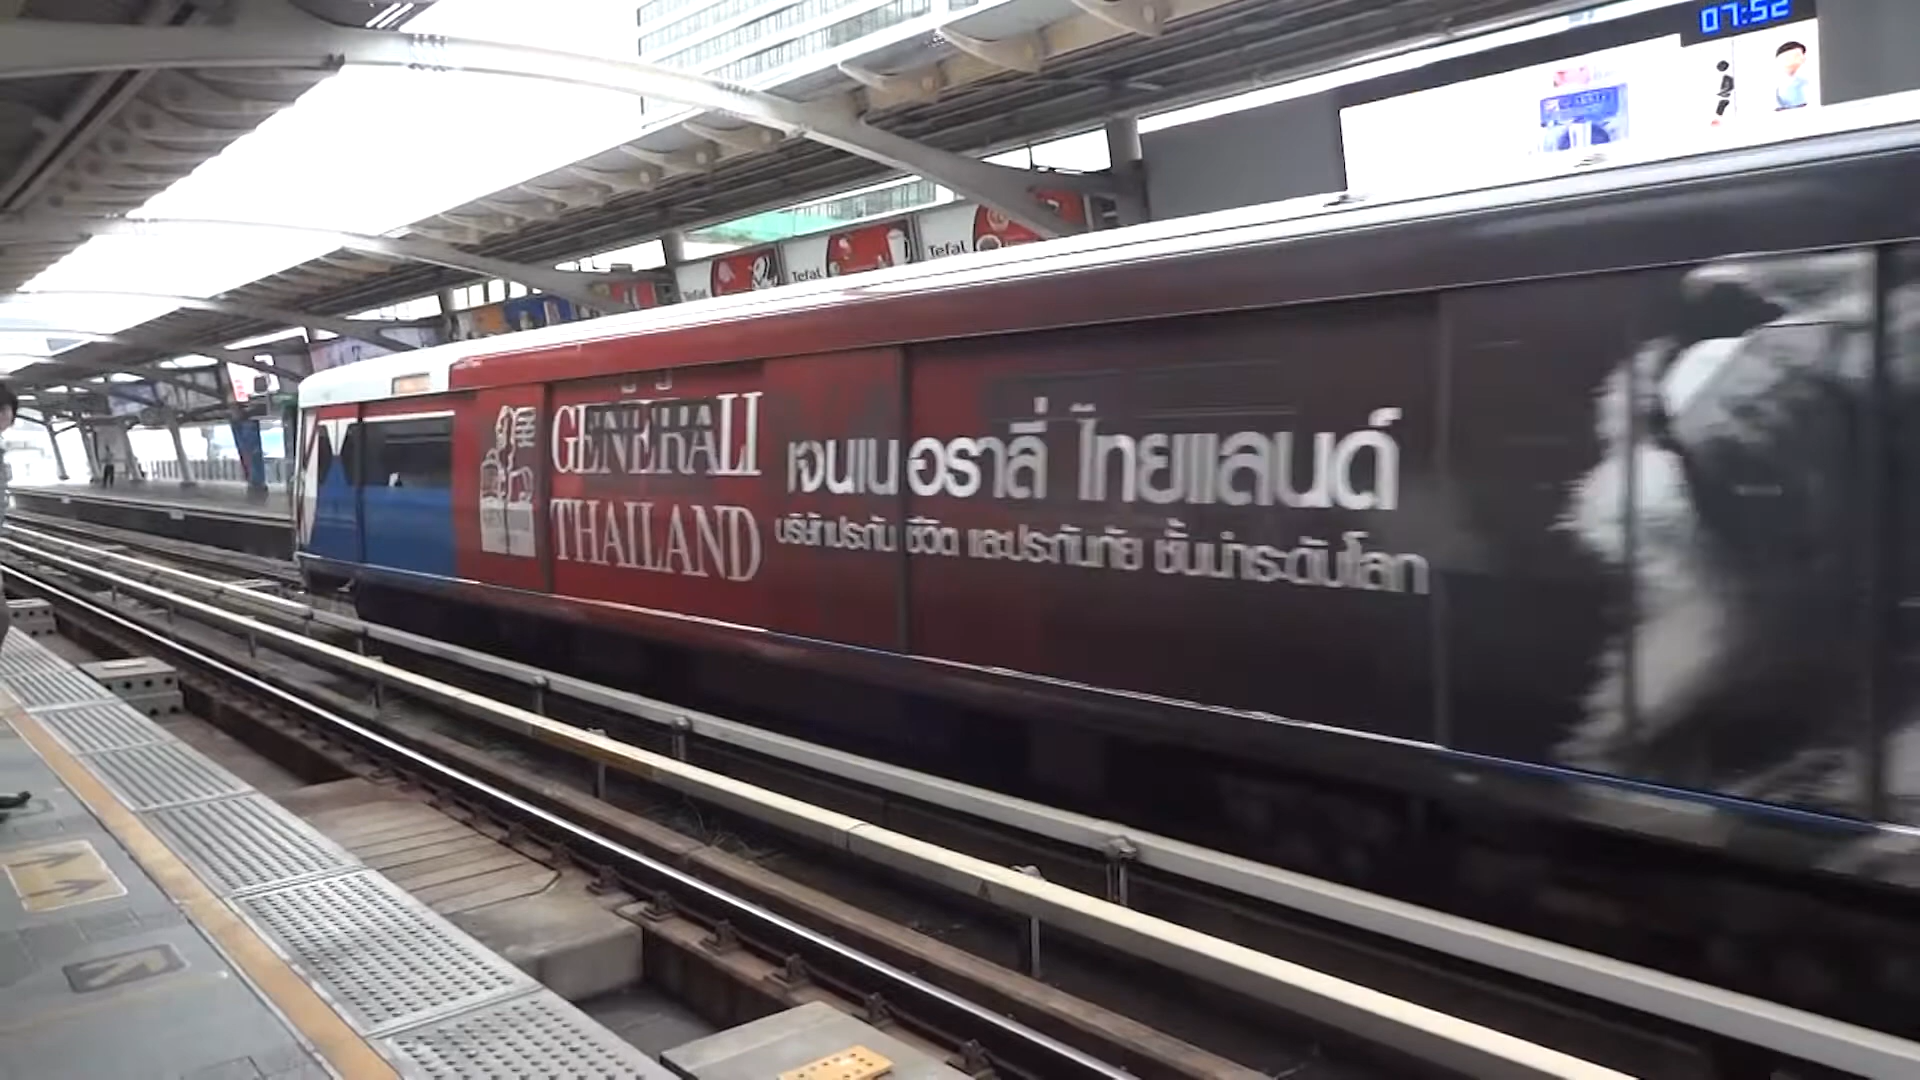 07:52
Tefal
Tefal
Tefal
GENERALI
THAILAND
เจนเนอราลี่ ไทยแลนด์
บริษัทประกันชีวิต และประกันภัย ชั้นนำระดับโลก